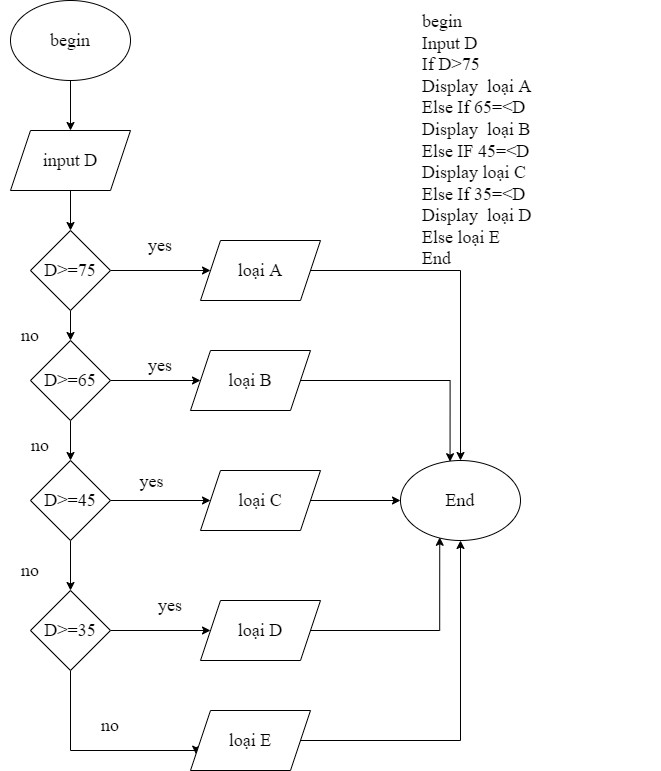 begin
input D
D>=75
yes
loại A
no
D>=65
yes
loại B
no
D>=45
yes
loại C
End
no
D>=35
yes
loại D
no
loại E
begin
Input D
If D>75
Display  loại A
Else If 65=<D
Display  loại B
Else IF 45=<D
Display loại C
Else If 35=<D
Display  loại D
Else loại E
End